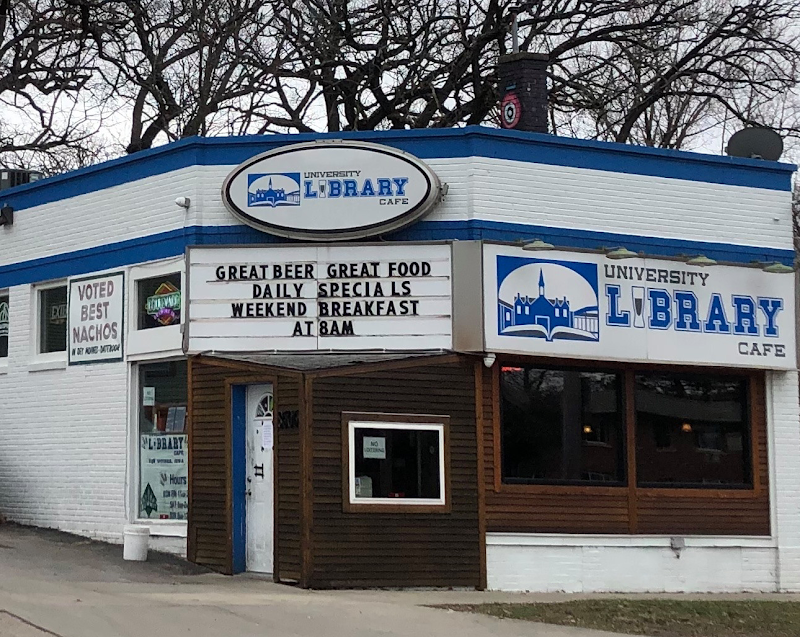 UNIVERSITY
LIBRARY
CAFE
GREAT BEER GREAT FOOD
DAILY SPECIALS
WEEKEND BREAKFAST
AT 8AM
UNIVERSITY
LIBRARY
CAFE
VOTED
BEST
NACHOS
NO
LOITERING
LIBRARY
CAFE
HOURS